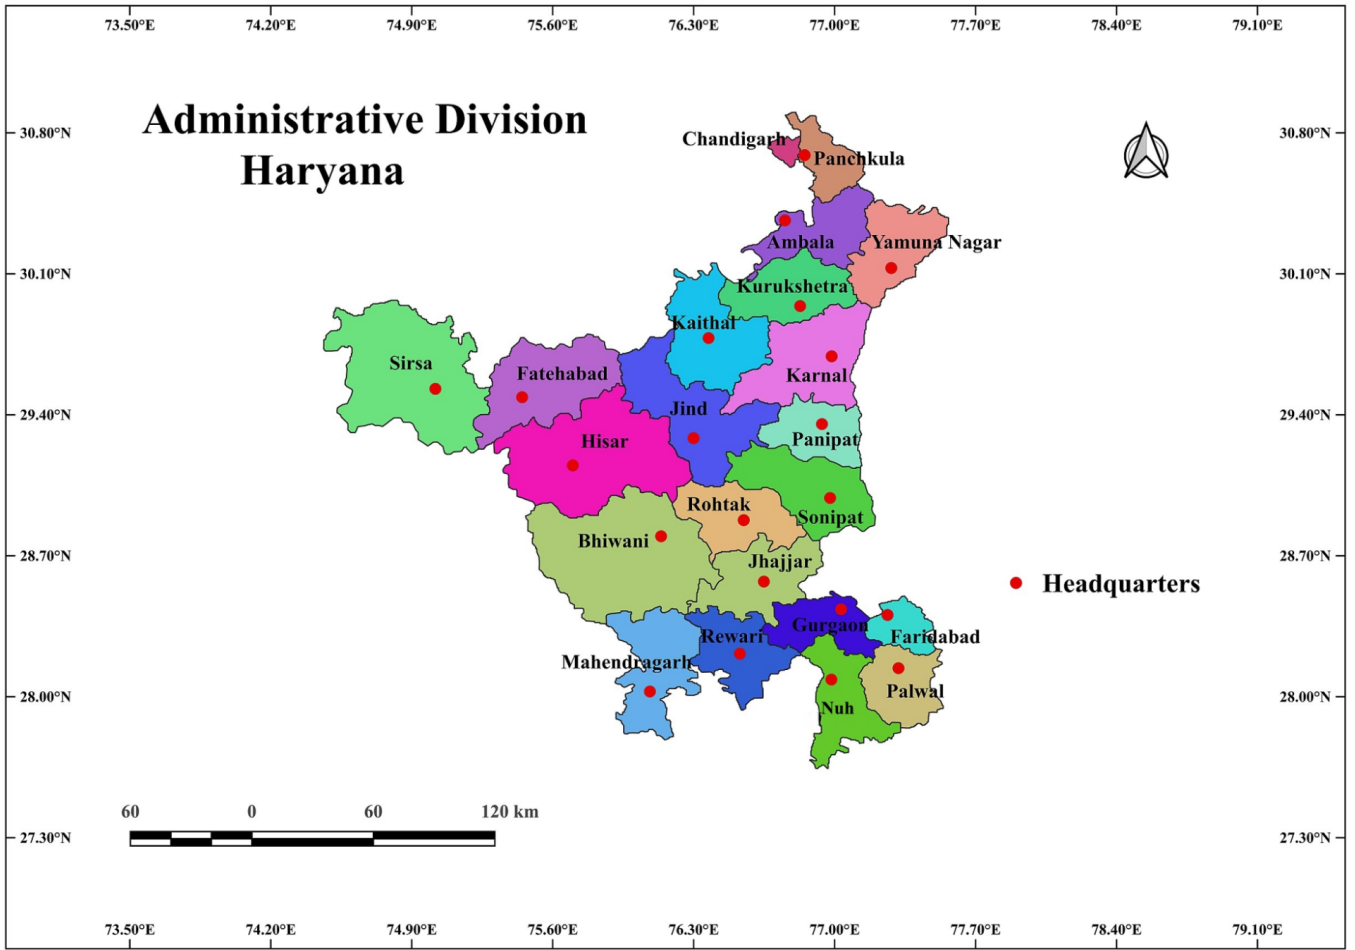 73.50°E 74.20°E 74.90°E 75.60°E 76.30°E 77.00°E 77.70°E 78.40°E 79.10°E
Administrative Division
Haryana
30.80°N
30.80°N
Chandigarh
Panchkula
Ambala
Yamuna Nagar
30.10°N
30.10°N
Kurukshetra
Kaithal
Sirsa
Fatehabad
Karnal
Jind
29.40°N
29.40°N
Hisar
Panipat
Rohtak
Sonipat
Bhiwani
28.70°N
28.70°N
Jhajjar
Headquarters
Gurgaon
Rewari
Faridabad
Mahendragarh
Palwal
28.00°N
28.00°N
Nuh
60 0 60 120 km
27.30°N
27.30°N
73.50°E 74.20°E 74.90°E 75.60°E 76.30°E 77.00°E 77.70°E 78.40°E 79.10°E